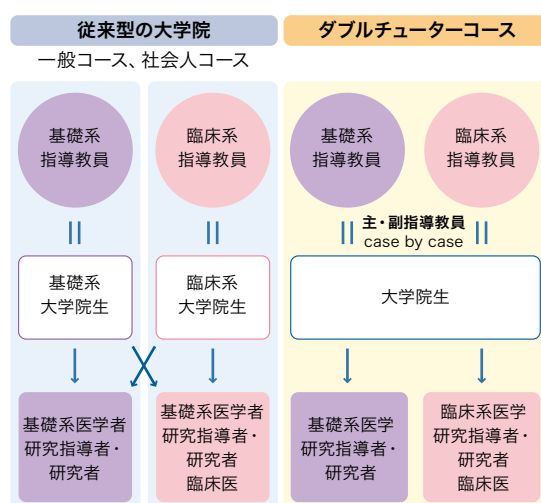 従来型の大学院
一般コース、社会人コース
基礎系
指導教員
臨床系
指導教員
基礎系
大学院生
臨床系
大学院生
基礎系医学者
研究指導者・
研究者
基礎系医学者
研究指導者・
研究者
臨床医
ダブルチューターコース
基礎系
指導教員
臨床系
指導教員
主・副指導教員
case by case
大学院生
基礎系医学
研究指導者・
研究者
臨床系医学
研究指導者・
研究者
臨床医